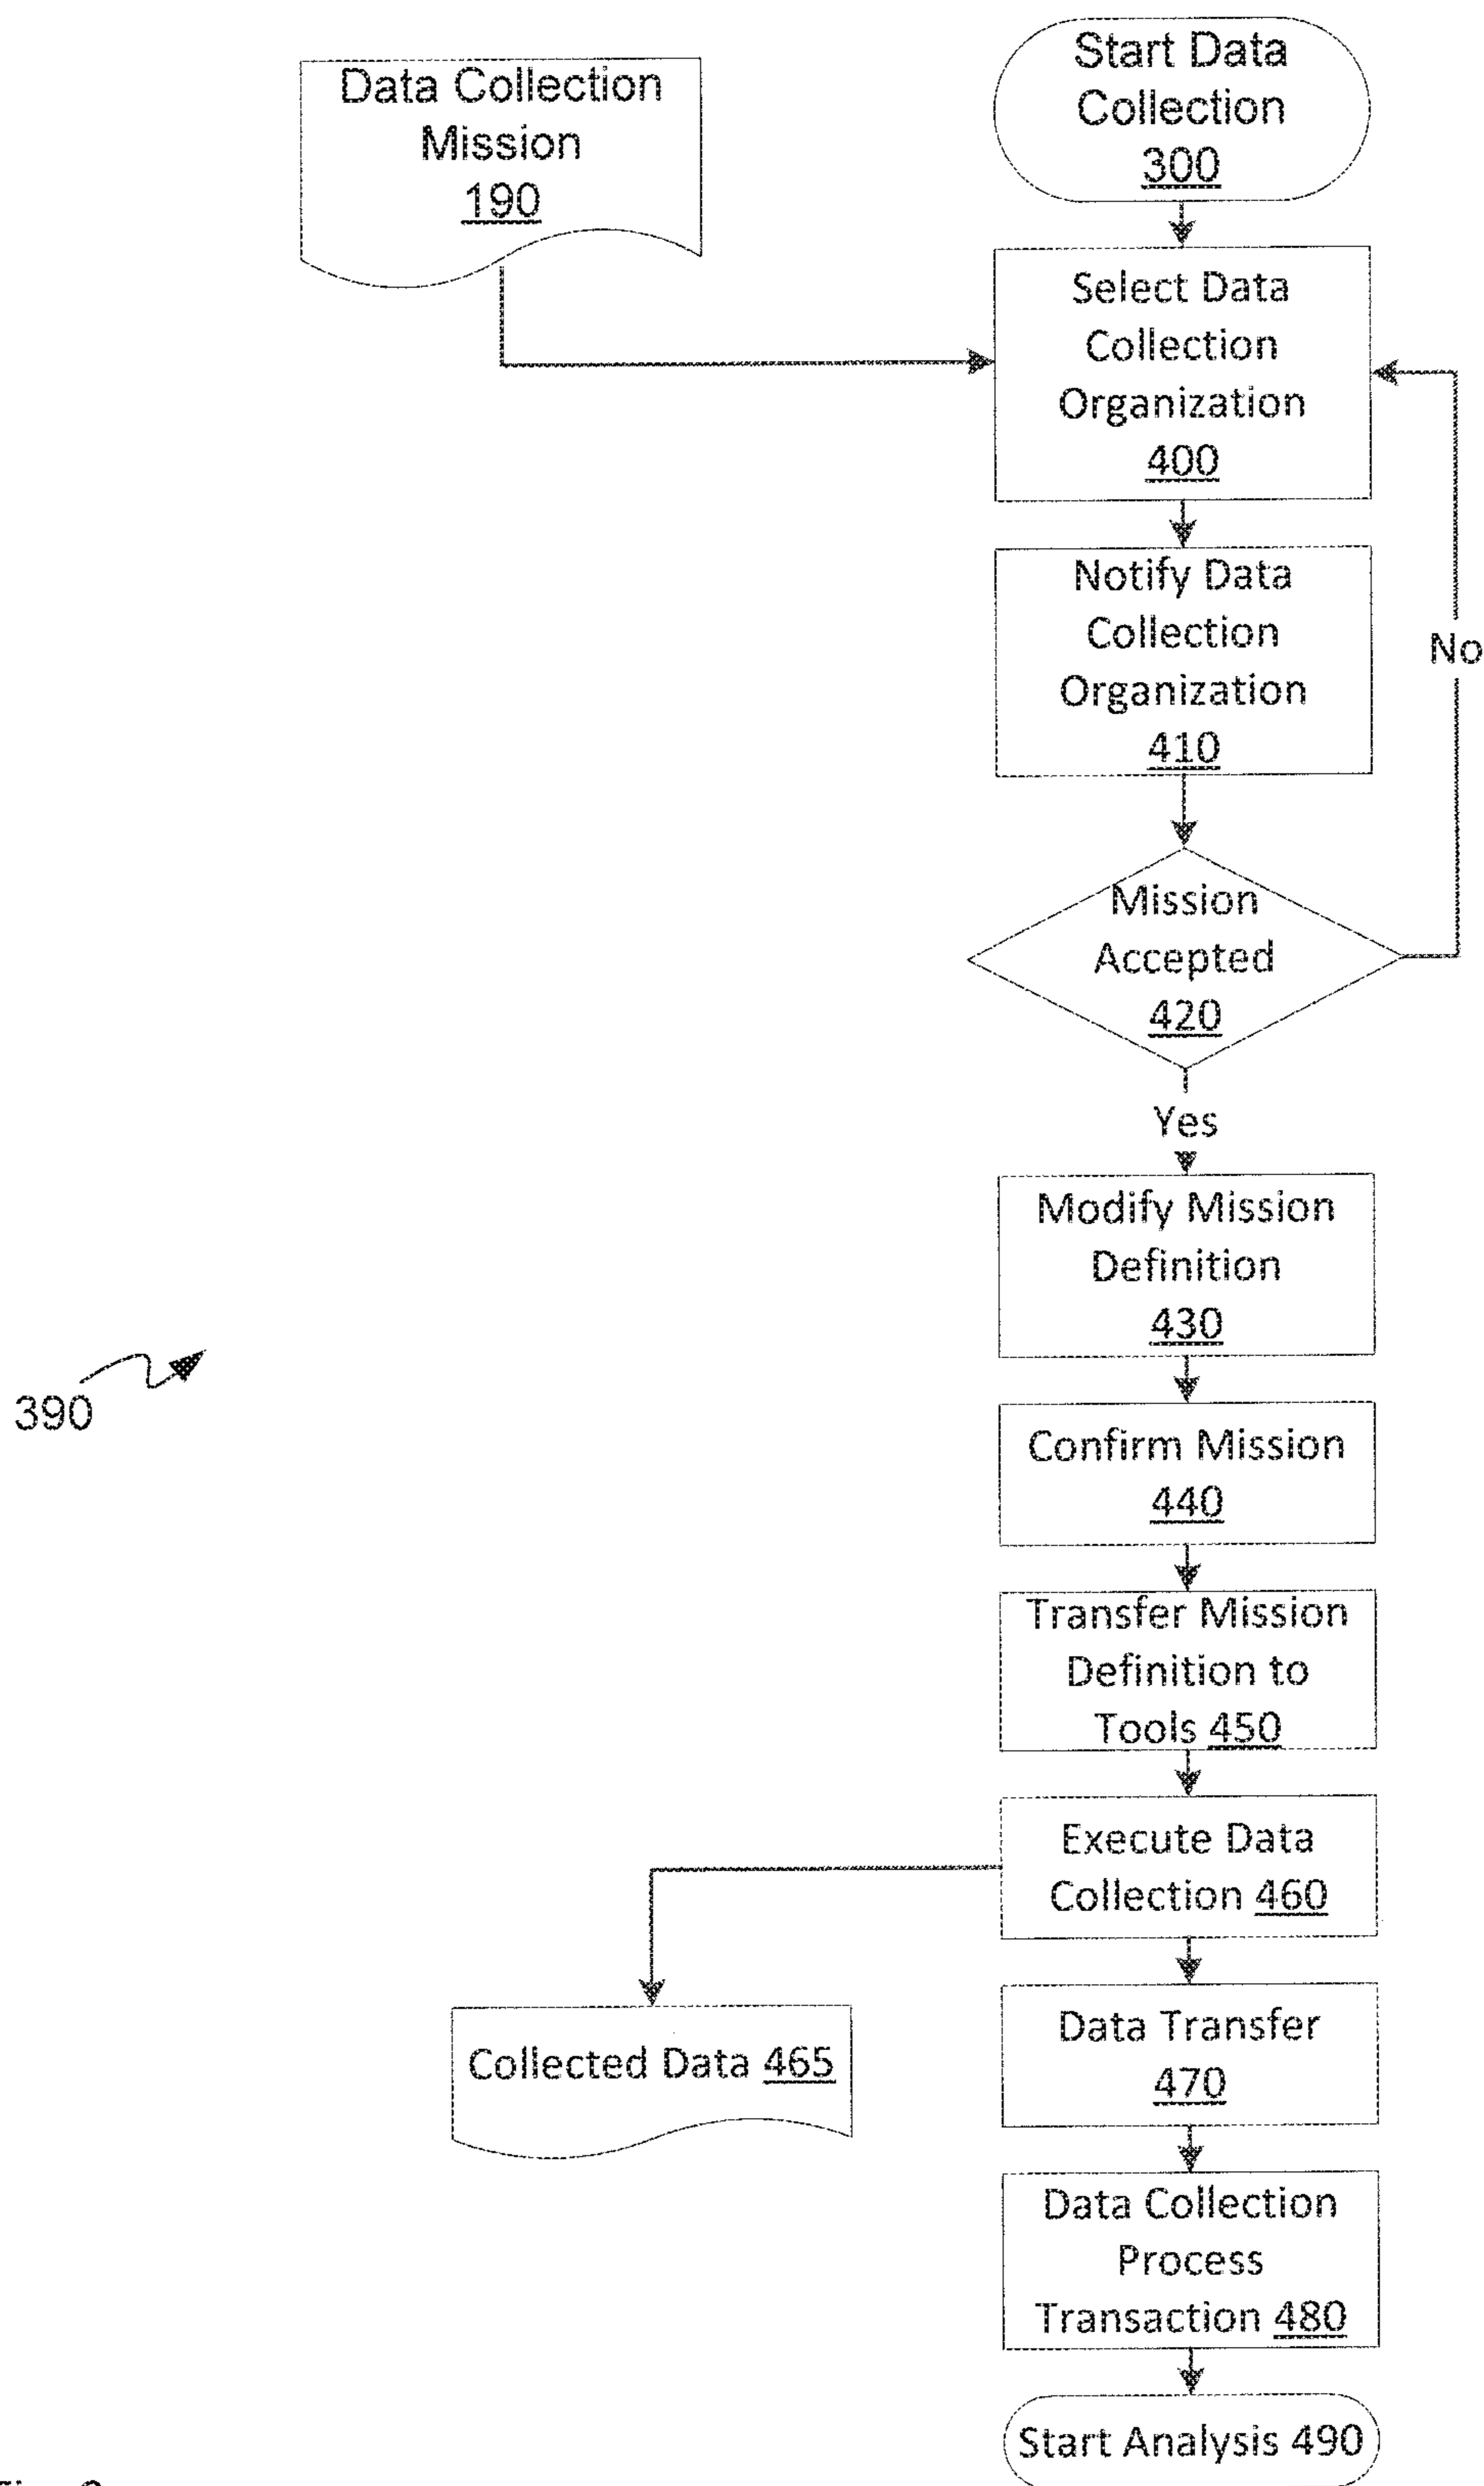 Start Data
Collection
300
Data Collection
Mission
190
Select Data
Collection
Organization
400
Notify Data
Collection
Organization
410
No
Mission
Accepted
420
Yes
Modify Mission
Definition
430
390
Confirm Mission
440
Transfer Mission
Definition to
Tools 450
Execute Data
Collection 460
Collected Data 465
Data Transfer
470
Data Collection
Process
Transaction 480
Start Analysis 490